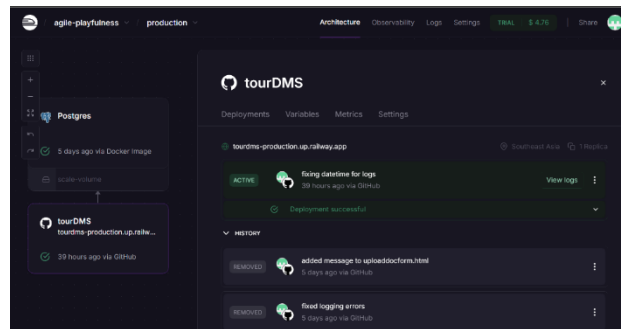 agile-playfulness production Architecture Observability Logs Settings TRIAL $ 4.76 Share
tourDMS
Deployments Variables Metrics Settings
Postgres
5 days ago via Docker Image
scale-volume
tourDMS
tourdms-production.up.railw...
39 hours ago via GitHub
tourdms-production.up.railway.app Southeast Asia 1 Replica
ACTIVE fixing datetime for logs View logs
39 hours ago via GitHub
Deployment successful
HISTORY
REMOVED added message to uploaddocform.html
5 days ago via GitHub
REMOVED fixed logging errors
5 days ago via GitHub